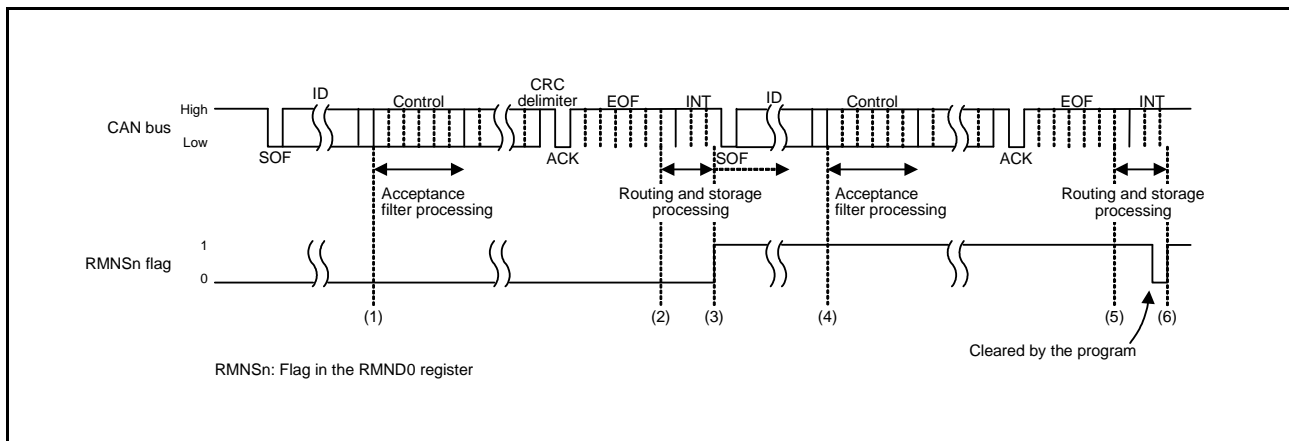 ID
Control
CRC
delimiter
EOF
INT
ID
Control
EOF
INT
High
CAN bus
Low
SOF
ACK
SOF
ACK
Acceptance
filter processing
Routing and storage
processing
Acceptance
filter processing
Routing and storage
processing
1
RMNSn flag
0
(1)
(2)
(3)
(4)
(5)
(6)
Cleared by the program
RMNSn: Flag in the RMND0 register